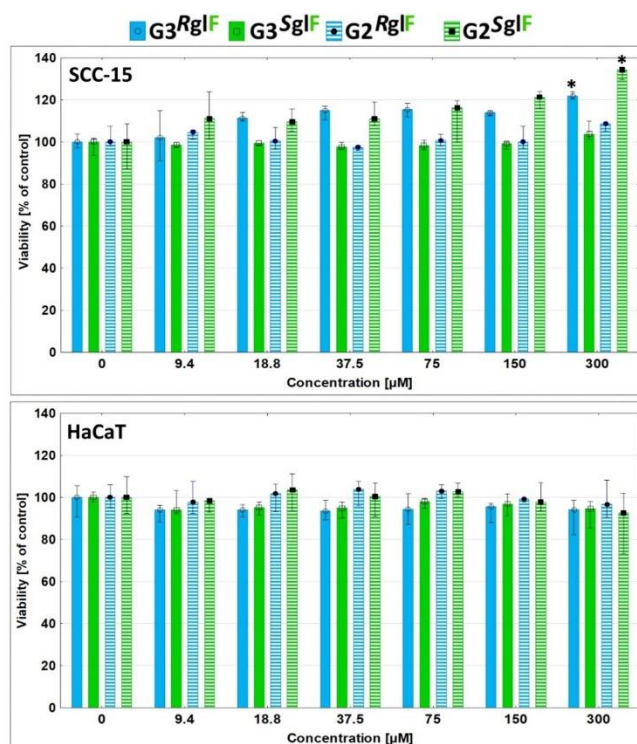 G3RglF G3SglF G2RglF G2SglF
SCC-15
* *
Viability [% of control]
140
120
100
80
60
40
20
0
0 9.4 18.8 37.5 75 150 300
Concentration [µM]
HaCaT
Viability [% of control]
140
120
100
80
60
40
20
0
0 9.4 18.8 37.5 75 150 300
Concentration [µM]